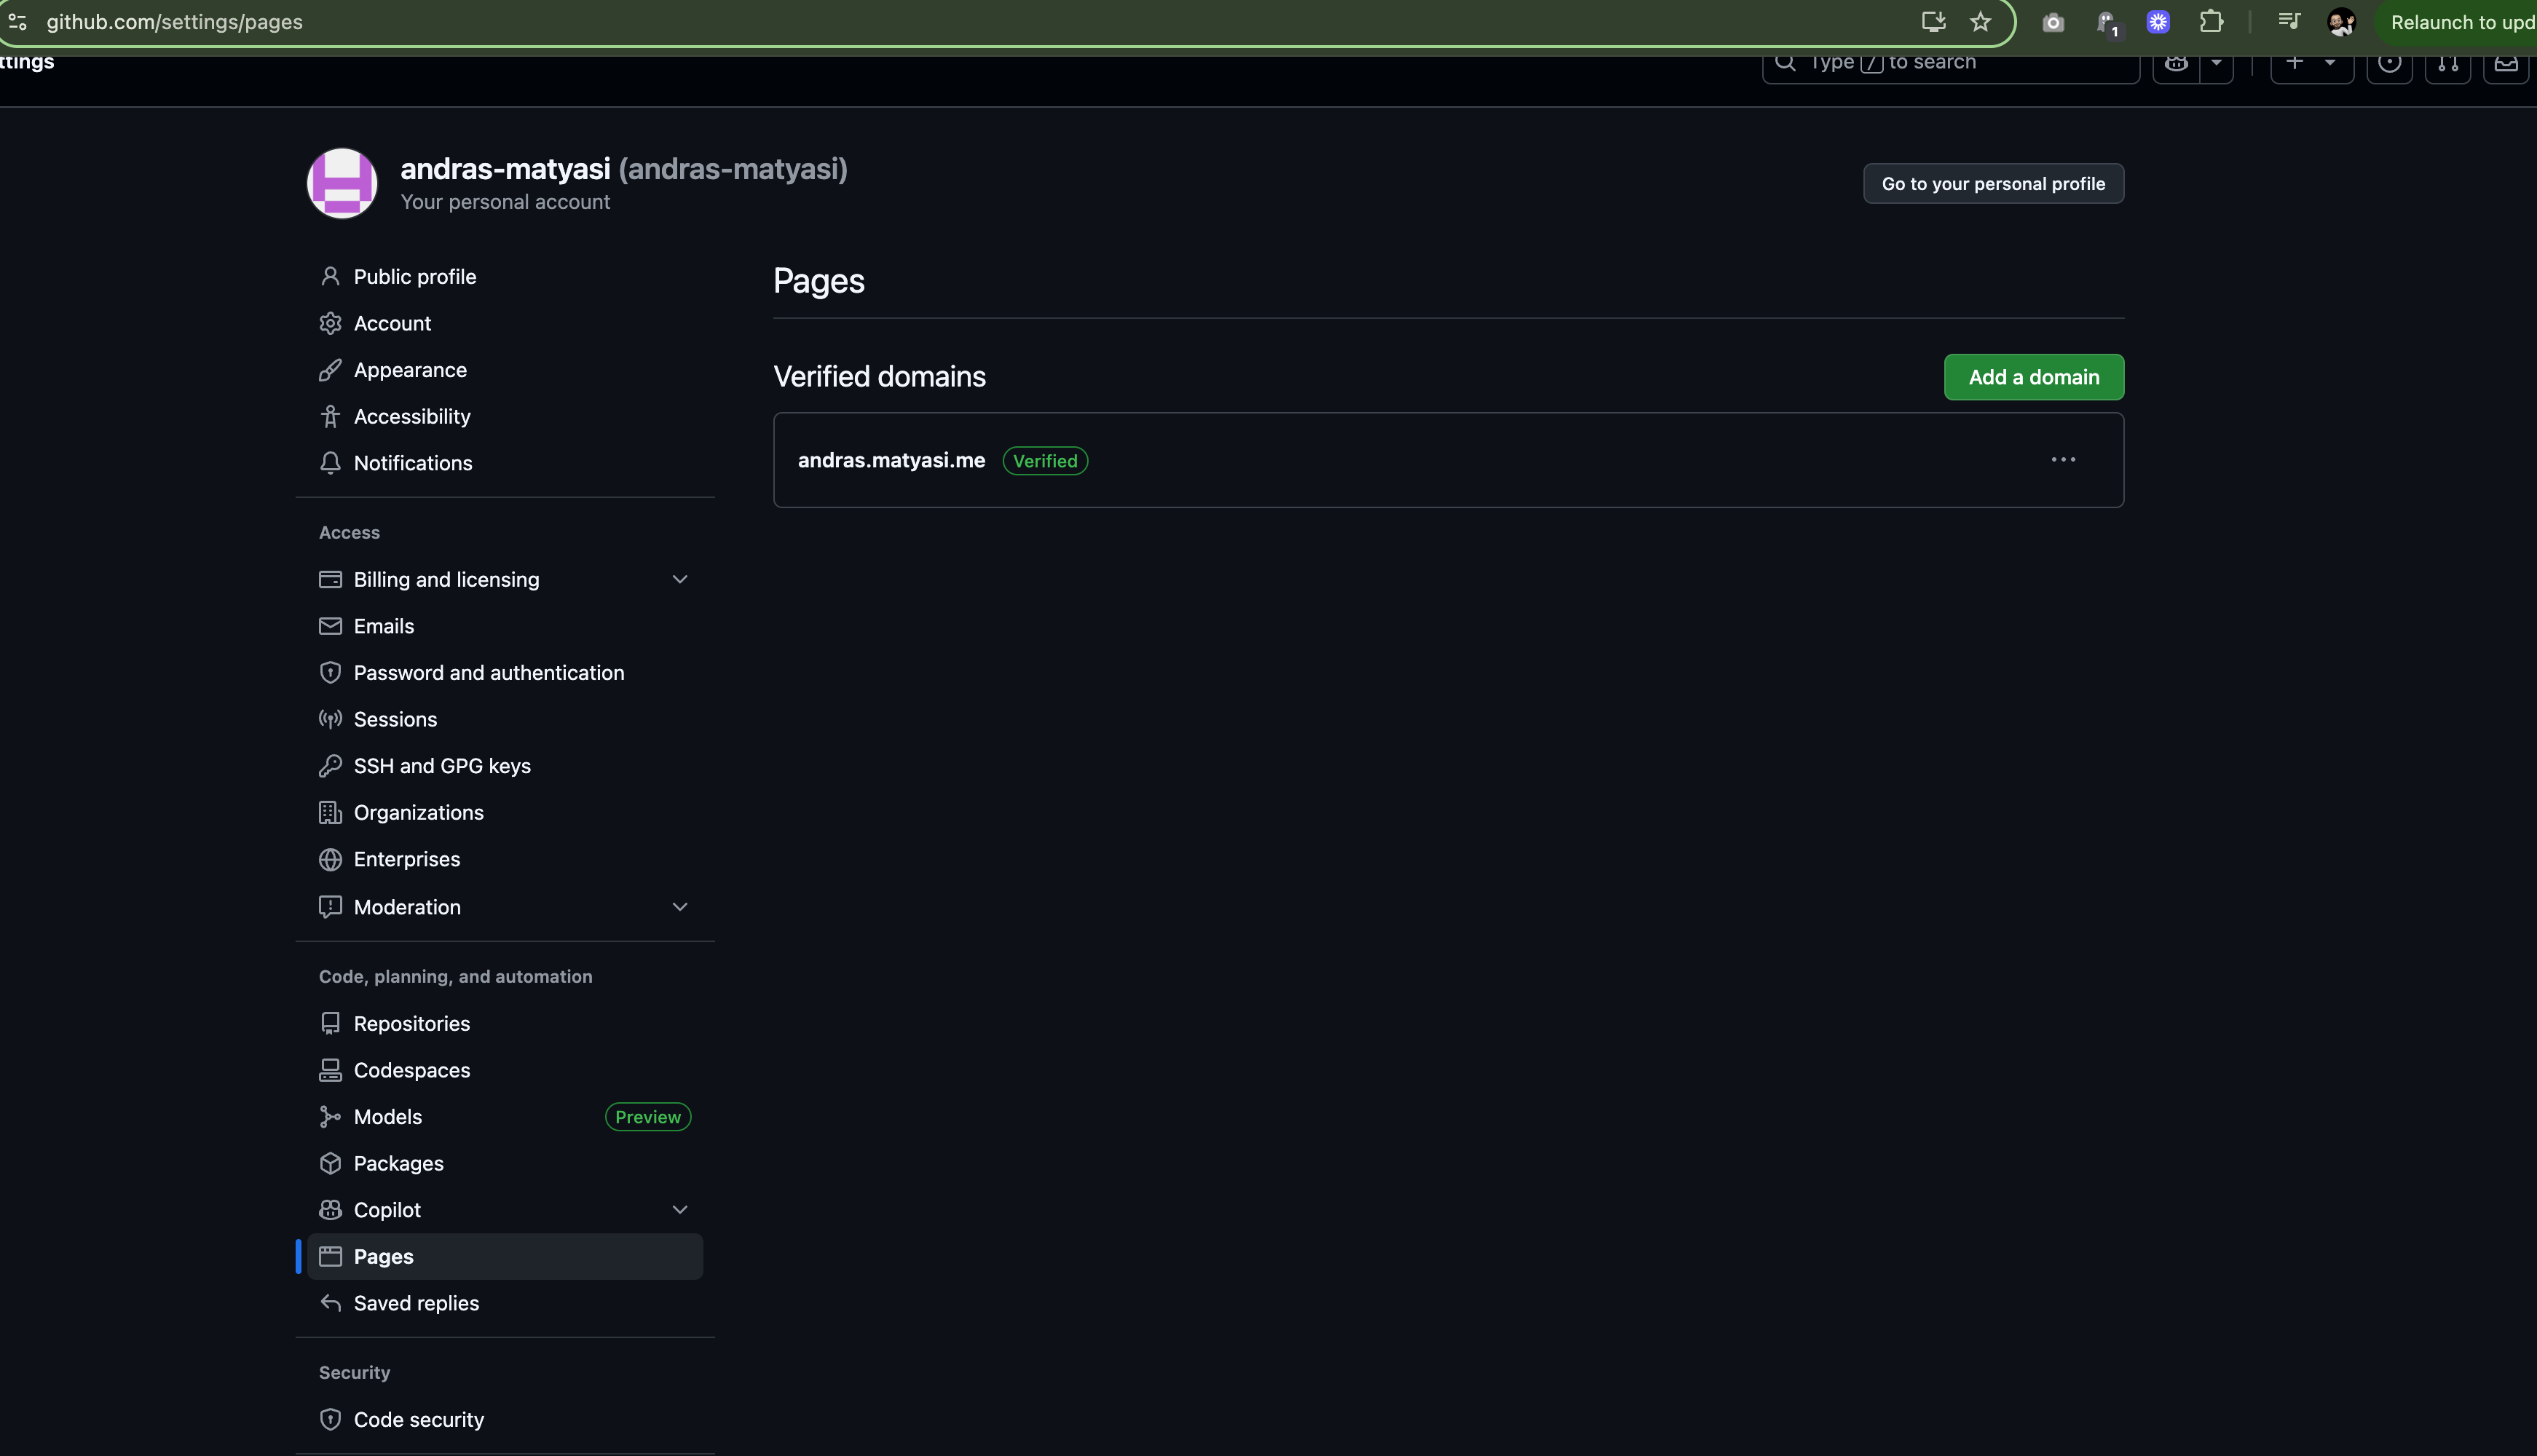 github.com/settings/pages
Relaunch to upd
ttings
Type / to search
1
andras-matyasi (andras-matyasi)
Your personal account
Go to your personal profile
Public profile
Account
Appearance
Accessibility
Notifications
Access
Billing and licensing
Emails
Password and authentication
Sessions
SSH and GPG keys
Organizations
Enterprises
Moderation
Code, planning, and automation
Repositories
Codespaces
Models
Preview
Packages
Copilot
Pages
Saved replies
Security
Code security
Pages
Verified domains
Add a domain
andras.matyasi.me
Verified